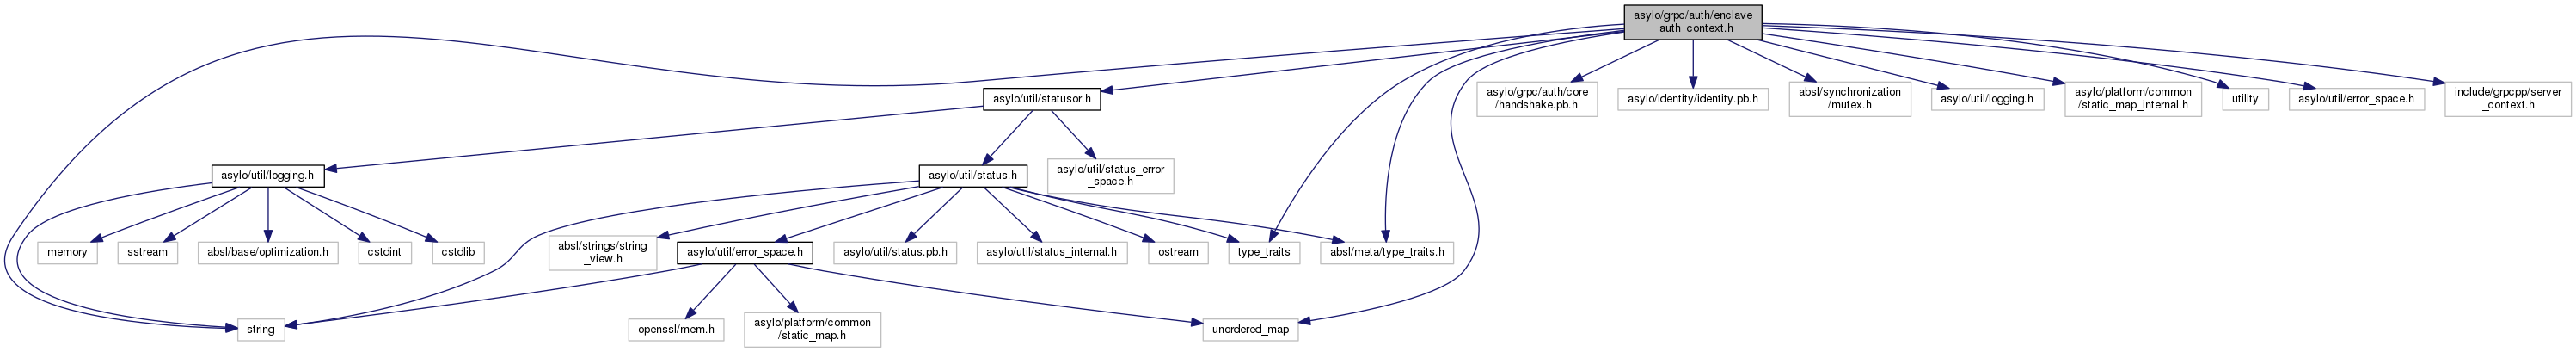 asylo/grpc/auth/enclave
_auth_context.h
asylo/util/statusor.h
asylo/grpc/auth/core
/handshake.pb.h
asylo/identity/identity.pb.h
absl/synchronization
/mutex.h
asylo/util/logging.h
asylo/platform/common
/static_map_internal.h
utility
asylo/util/error_space.h
include/grpcpp/server
_context.h
asylo/util/logging.h
asylo/util/status.h
asylo/util/status_error
_space.h
memory
sstream
absl/base/optimization.h
cstdint
cstdlib
absl/strings/string
_view.h
asylo/util/error_space.h
asylo/util/status.pb.h
asylo/util/status_internal.h
ostream
type_traits
absl/meta/type_traits.h
string
openssl/mem.h
asylo/platform/common
/static_map.h
unordered_map